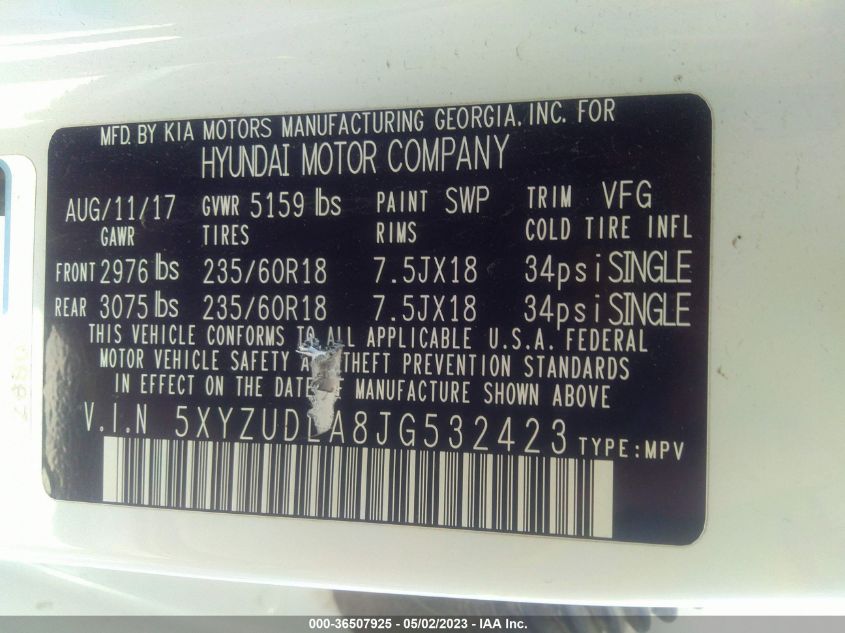 MFD. BY KIA MOTORS MANUFACTURING GEORGIA. INC. FOR
HYUNDAI MOTOR COMPANY
AUG/11/17 GVWR 5159 lbs PAINT SWP TRIM VFG
GAWR TIRES RIMS COLD TIRE INFL
FRONT 2976 lbs 235/60R18 7.5JX18 34psi SINGLE
REAR 3075 lbs 235/60R18 7.5JX18 34psi SINGLE
THIS VEHICLE CONFORMS TO ALL APPLICABLE U.S.A. FEDERAL
MOTOR VEHICLE SAFETY AND THEFT PREVENTION STANDARDS
IN EFFECT ON THE DATE OF MANUFACTURE SHOWN ABOVE
V.I.N 5XYZUDLA8JG532423 TYPE:MPV
000-36507925 - 05/02/2023 - IAA Inc.